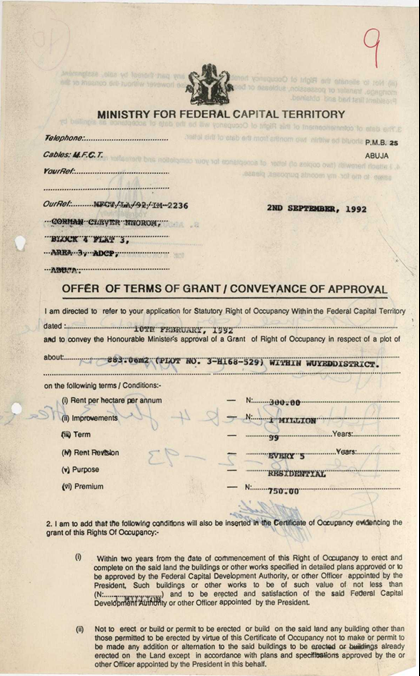 9
MINISTRY FOR FEDERAL CAPITAL TERRITORY
Telephone:
P.M.B. 25
Cables: M.F.C.T.
ABUJA
YourRef:
OurRef: MFCT/LA/92/IM-2236
2ND SEPTEMBER, 1992
CLEVER
BLOCK 4 FLAT 3,
AREA 3, ADCP,
ABUJA.
OFFER OF TERMS OF GRANT / CONVEYANCE OF APPROVAL
I am directed to refer to your application for Statutory Right of Occupancy Within the Federal Capital Territory
dated : 10TH FEBRUARY, 1992
and to convey the Honourable Minister's approval of a Grant of Right of Occupancy in respect of a plot of
about: 883.06m2 (PLOT NO. 3-H168-529) WITHIN WUYEDDISTRICT.
on the following terms / Conditions:-
(i) Rent per hectare per annum — N: 300.00
(ii) Improvements — N: 1 MILLION
(iii) Term — 99 Years:
(iv) Rent Revision — EVERY 5 Years:
(v) Purpose — RESIDENTIAL
(vi) Premium — N: 750.00
2. I am to add that the following conditions will also be inserted in the Certificate of Occupancy evidencing the
grant of this Rights Of Occupancy:
(i) Within two years from the date of commencement of this Right of Occupancy to erect and
complete on the said land the buildings or other works specified in detailed plans approved or to
be approved by the Federal Capital Development Authority, or other Officer appointed by the
President, Such buildings or other works to be of value of not less than
(N: 1 MILLION) and to be erected and satisfaction of the said Federal Capital
Development Authority or other Officer appointed by the President.
(ii) Not to erect or build or permit to be erected or build on the said land any building other than
those permitted to be erected by virtue of this Certificate of Occupancy not to make or permit to
be made any addition or alternation to the said buildings to be erected or buildings already
erected on the Land except in accordance with plans and specifications approved by the or
other Officer appointed by the President in this behalf.